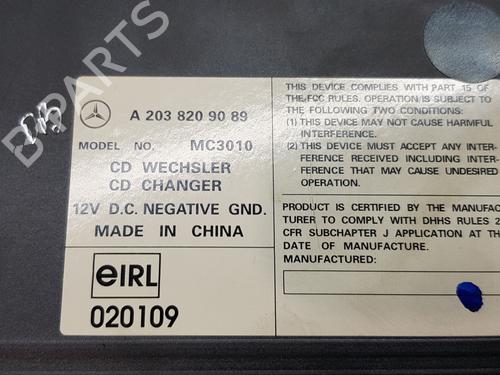 B-PARTS
A 203 820 90 89
MODEL NO. MC3010
CD WECHSLER
CD CHANGER
12V D.C. NEGATIVE GND.
MADE IN CHINA
eIRL
020109
THIS DEVICE COMPLIES WITH PART 15 OF
THE FCC RULES. OPERATION IS SUBJECT TO
THE FOLLOWING TWO CONDITIONS:
(1) THIS DEVICE MAY NOT CAUSE HARMFUL
INTERFERENCE.
(2) THIS DEVICE MUST ACCEPT ANY INTER-
FERENCE RECEIVED INCLUDING INTER-
FERENCE THAT MAY CAUSE UNDESIRED
OPERATION.
PRODUCT IS CERTIFIED BY THE MANUFAC-
TURER TO COMPLY WITH DHHS RULES 2
CFR SUBCHAPTER J APPLICATION AT THE
DATE OF MANUFACTURE.
MANUFACTURED: